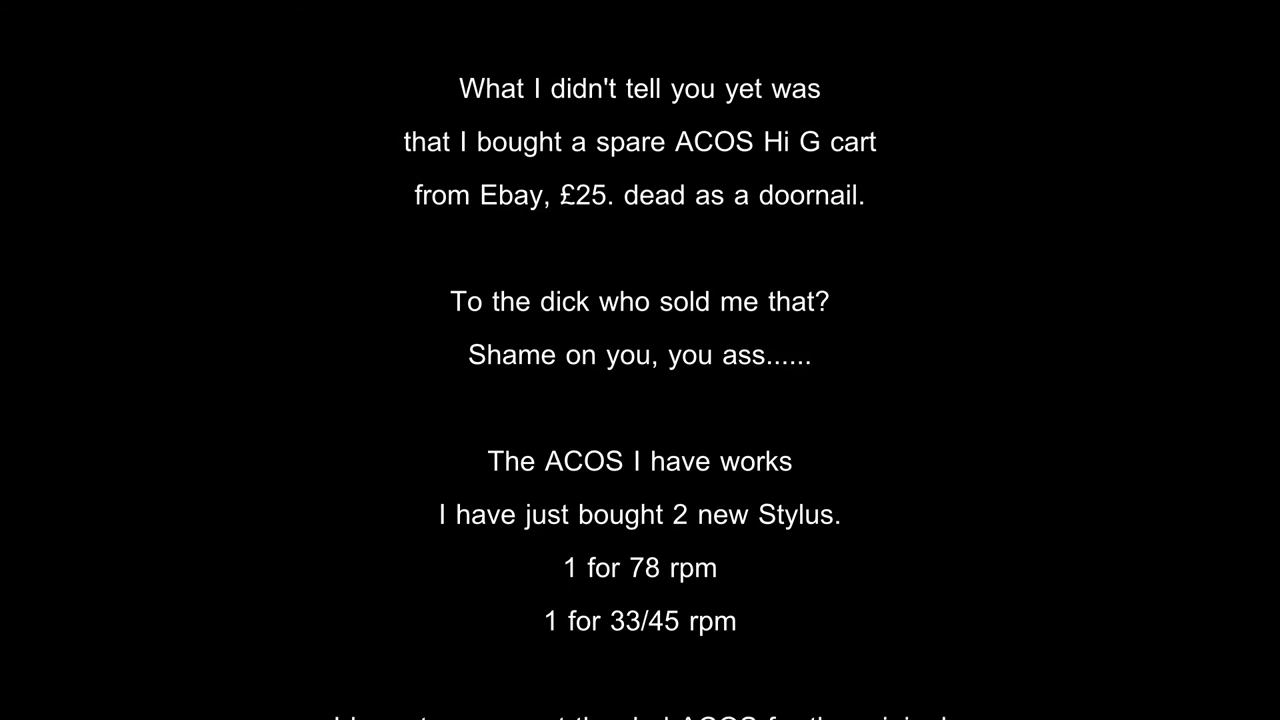 What I didn't tell you yet was
that I bought a spare ACOS Hi G cart
from Ebay, £25. dead as a doornail.
To the dick who sold me that?
Shame on you, you ass......
The ACOS I have works
I have just bought 2 new Stylus.
1 for 78 rpm
1 for 33/45 rpm